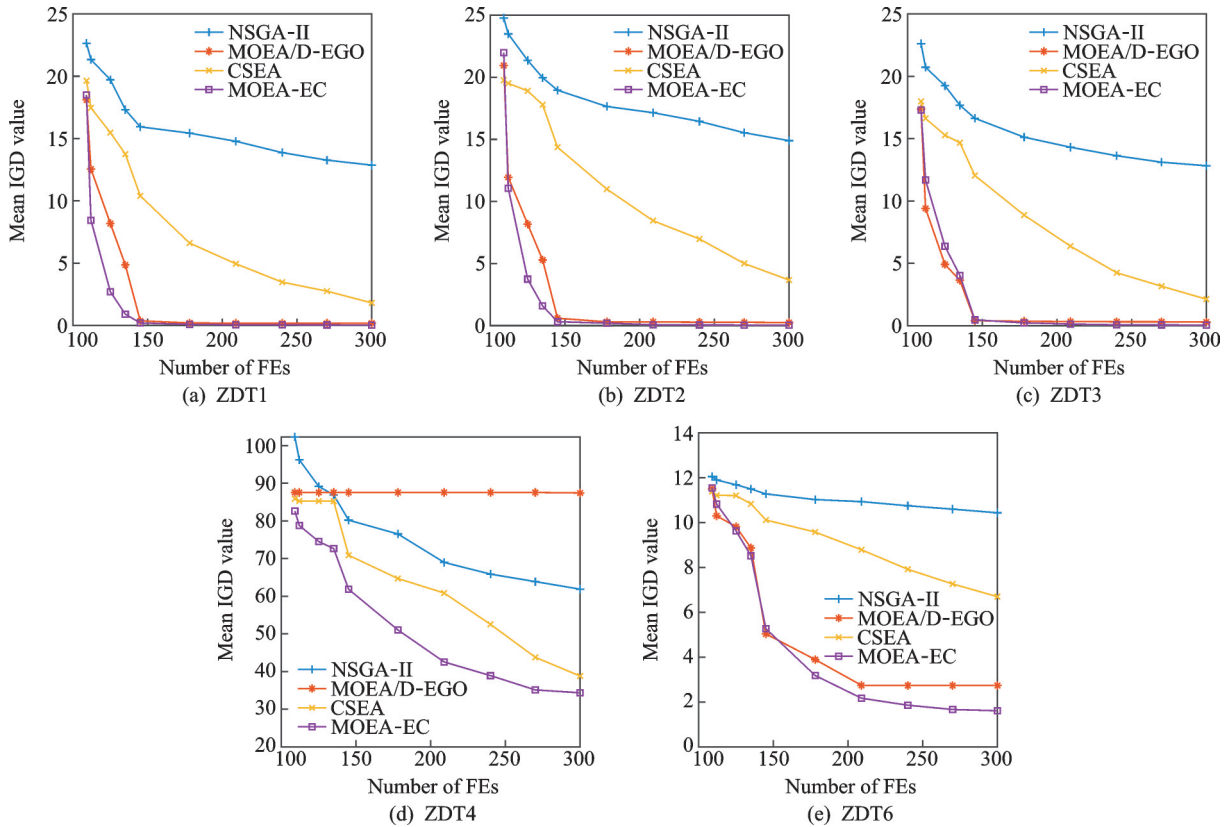 25
20
15
10
5
0
Mean IGD value
NSGA-II
MOEA/D-EGO
CSEA
MOEA-EC
100 150 200 250 300
Number of FEs
(a) ZDT1
25
20
15
10
5
0
Mean IGD value
NSGA-II
MOEA/D-EGO
CSEA
MOEA-EC
100 150 200 250 300
Number of FEs
(b) ZDT2
25
20
15
10
5
0
Mean IGD value
NSGA-II
MOEA/D-EGO
CSEA
MOEA-EC
100 150 200 250 300
Number of FEs
(c) ZDT3
100
90
80
70
60
50
40
30
20
Mean IGD value
NSGA-II
MOEA/D-EGO
CSEA
MOEA-EC
100 150 200 250 300
Number of FEs
(d) ZDT4
14
12
10
8
6
4
2
0
Mean IGD value
NSGA-II
MOEA/D-EGO
CSEA
MOEA-EC
100 150 200 250 300
Number of FEs
(e) ZDT6